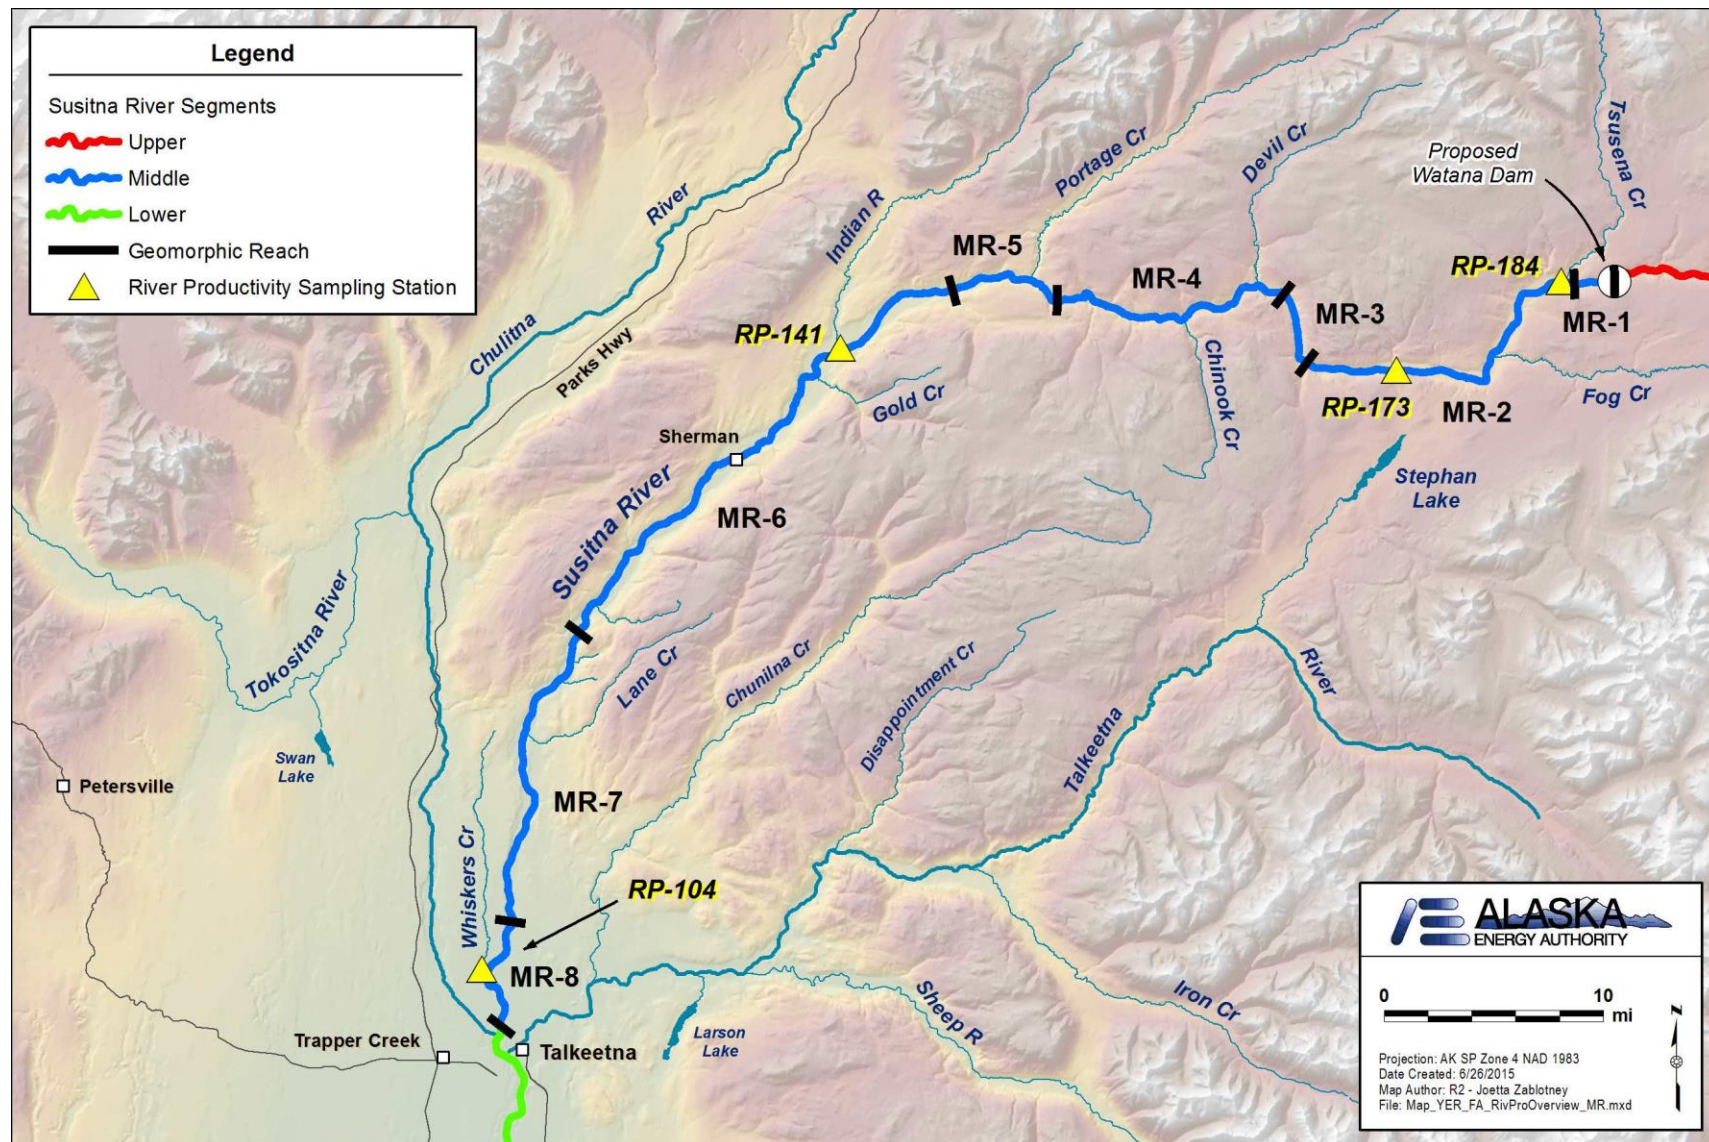 Legend
Susitna River Segments
Upper
Middle
Lower
Geomorphic Reach
River Productivity Sampling Station
Chulitna
River
Parks Hwy
Indian R
Portage Cr
Devil Cr
Tsusena Cr
Proposed
Watana Dam
MR-5
MR-4
MR-3
RP-184
MR-1
RP-141
Gold Cr
Chinook Cr
RP-173
MR-2
Fog Cr
Sherman
Susitna River
MR-6
Stephan
Lake
Tokositna River
Lane Cr
Chunilna Cr
Disappointment Cr
Talkeetna
River
Swan
Lake
Petersville
MR-7
Whiskers Cr
RP-104
MR-8
Sheep R
Iron Cr
Larson
Lake
Trapper Creek
Talkeetna
ALASKA
ENERGY AUTHORITY
0 10
mi
N
Projection: AK SP Zone 4 NAD 1983
Date Created: 6/26/2015
Map Author: R2 - Joetta Zablotney
File: Map_YER_FA_RivProOverview_MR.mxd